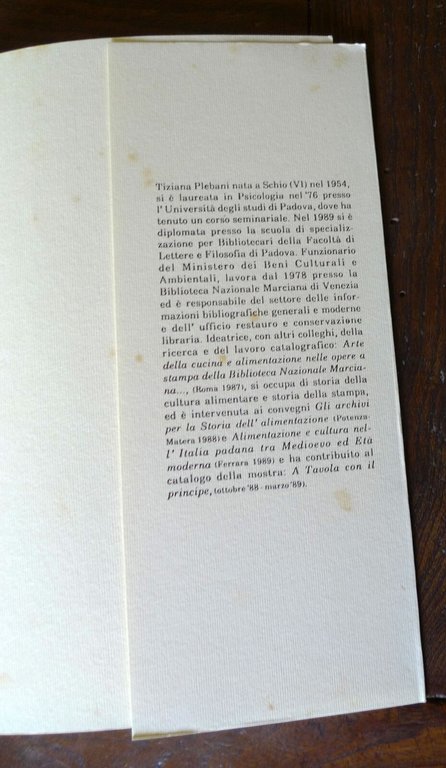 Tiziana Plebani nata a Schio (VI) nel 1954,
si è laureata in Psicologia nel '76 presso
l'Università degli studi di Padova, dove ha
tenuto un corso seminariale. Nel 1989 si è
diplomata presso la scuola di specializ-
zazione per Bibliotecari della Facoltà di
Lettere e Filosofia di Padova. Funzionario
del Ministero dei Beni Culturali e
Ambientali, lavora dal 1978 presso la
Biblioteca Nazionale Marciana di Venezia
ed è responsabile del settore delle infor-
mazioni bibliografiche generali e moderne
e dell' ufficio restauro e conservazione
libraria. Ideatrice, con altri colleghi, della
ricerca e del lavoro catalografico: Arte
della cucina e alimentazione nelle opere a
stampa della Biblioteca Nazionale Marcia-
na..., (Roma 1987), si occupa di storia della
cultura alimentare e storia della stampa,
ed è intervenuta ai convegni Gli archivi
per la Storia dell' alimentazione (Potenza-
Matera 1988) e Alimentazione e cultura nel-
l' Italia padana tra Medioevo ed Età
moderna (Ferrara 1989) e ha contribuito al
catalogo della mostra: A Tavola con il
principe, (ottobre '88 - marzo '89).